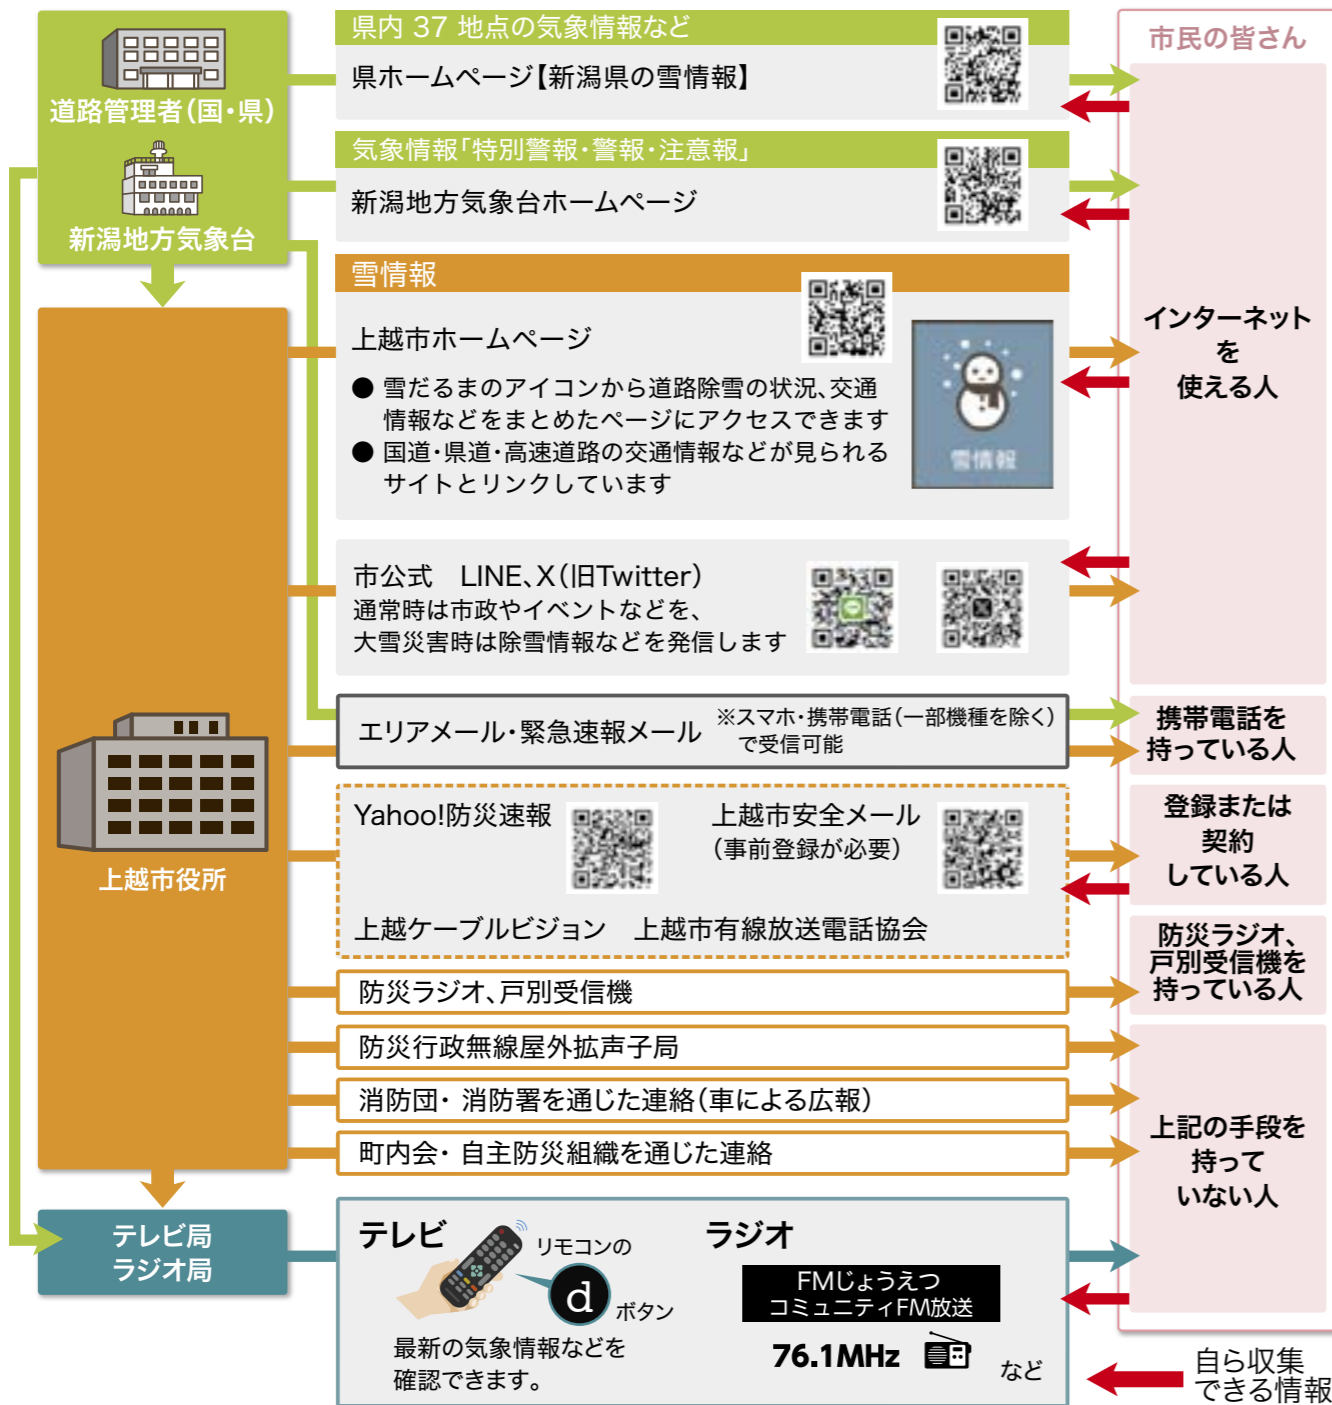 道路管理者(国・県)
新潟地方気象台
上越市役所
テレビ局
ラジオ局
県内 37 地点の気象情報など
県ホームページ【新潟県の雪情報】
気象情報「特別警報・警報・注意報」
新潟地方気象台ホームページ
雪情報
上越市ホームページ
● 雪だるまのアイコンから道路除雪の状況、交通
情報などをまとめたページにアクセスできます
● 国道・県道・高速道路の交通情報などが見られる
サイトとリンクしています
雪情報
市公式 LINE、X(旧Twitter)
通常時は市政やイベントなどを、
大雪災害時は除雪情報などを発信します
エリアメール・緊急速報メール
※スマホ・携帯電話(一部機種を除く)
で受信可能
Yahoo!防災速報
上越市安全メール
(事前登録が必要)
上越ケーブルビジョン 上越市有線放送電話協会
防災ラジオ、戸別受信機
防災行政無線屋外拡声子局
消防団・ 消防署を通じた連絡(車による広報)
町内会・ 自主防災組織を通じた連絡
テレビ
リモコンの
d
ボタン
最新の気象情報などを
確認できます。
ラジオ
FMじょうえつ
コミュニティFM放送
76.1MHz
など
市民の皆さん
インターネット
を
使える人
携帯電話を
持っている人
登録または
契約
している人
防災ラジオ、
戸別受信機を
持っている人
上記の手段を
持って
いない人
自ら収集
できる情報